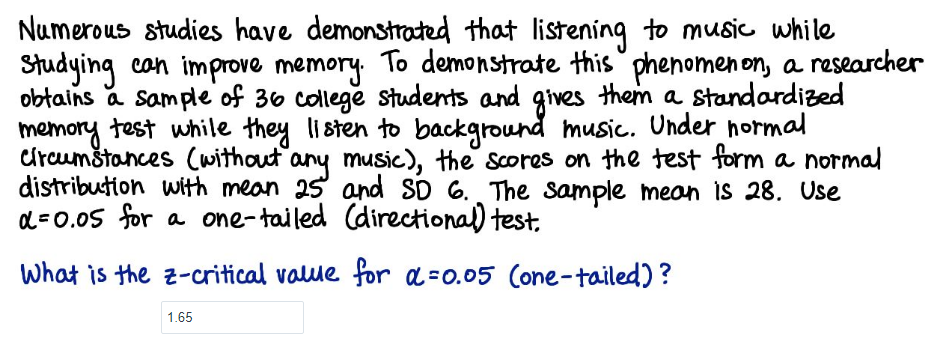 Numerous studies have demonstrated that listening to music while
studying can improve memory. To demonstrate this phenomenon, a researcher
obtains a sample of 36 college students and gives them a standardized
memory test while they listen to background music. Under normal
circumstances (without any music), the scores on the test form a normal
distribution with mean 25 and SD 6. The sample mean is 28. Use
α=0.05 for a one-tailed (directional) test.
What is the z-critical value for α=0.05 (one-tailed)?
1.65